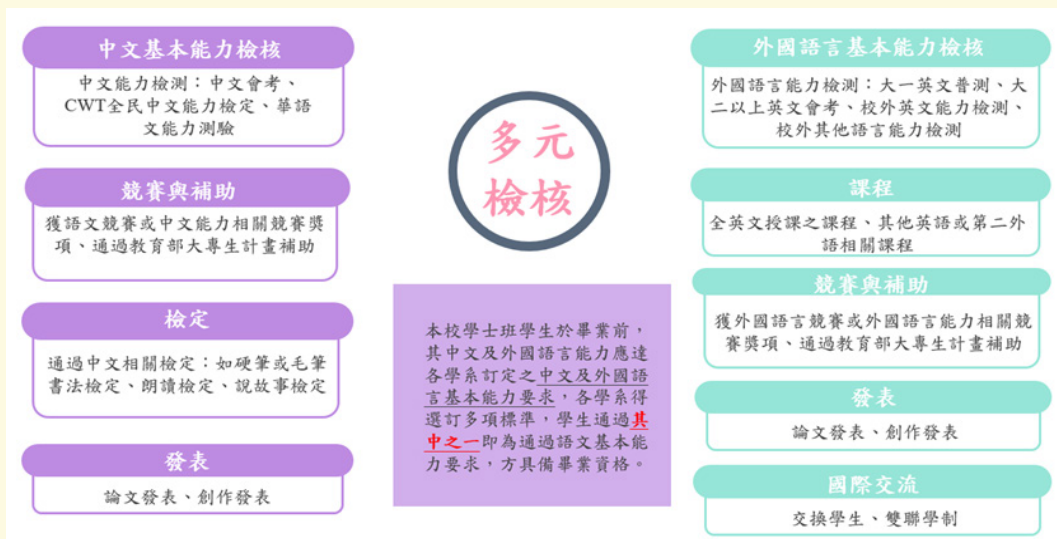 中文基本能力檢核
中文能力檢測：中文會考、
CWT全民中文能力檢定、華語
文能力測驗
競賽與補助
獲語文競賽或中文能力相關競賽獎
項、通過教育部大專生計畫補助
檢定
通過中文相關檢定：如硬筆或毛筆
書法檢定、朗讀檢定、說故事檢定
發表
論文發表、創作發表
多元
檢核
本校學士班學生於畢業前，
其中文及外國語言能力應達
各學系訂定之中文及外國語
言基本能力要求，各學系得
選訂多項標準，學生通過其
中之一即為通過語文基本能
力要求，方具備畢業資格。
外國語言基本能力檢核
外國語言能力檢測：大一英文普測、大
二以上英文會考、校外英文能力檢測、
校外其他語言能力檢測
課程
全英文授課之課程、其他英語或第二外
語相關課程
競賽與補助
獲外國語言競賽或外國語言能力相關競
賽獎項、通過教育部大專生計畫補助
發表
論文發表、創作發表
國際交流
交換學生、雙聯學制